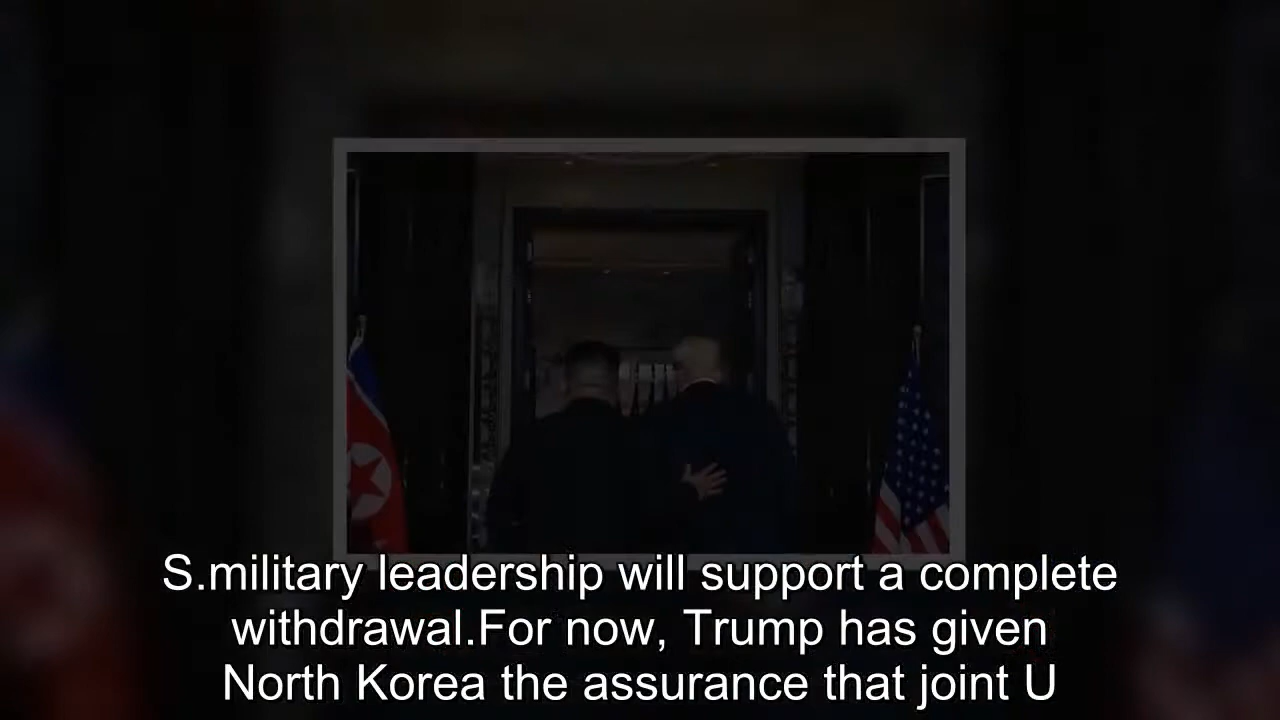 S.military leadership will support a complete
withdrawal.For now, Trump has given
North Korea the assurance that joint U